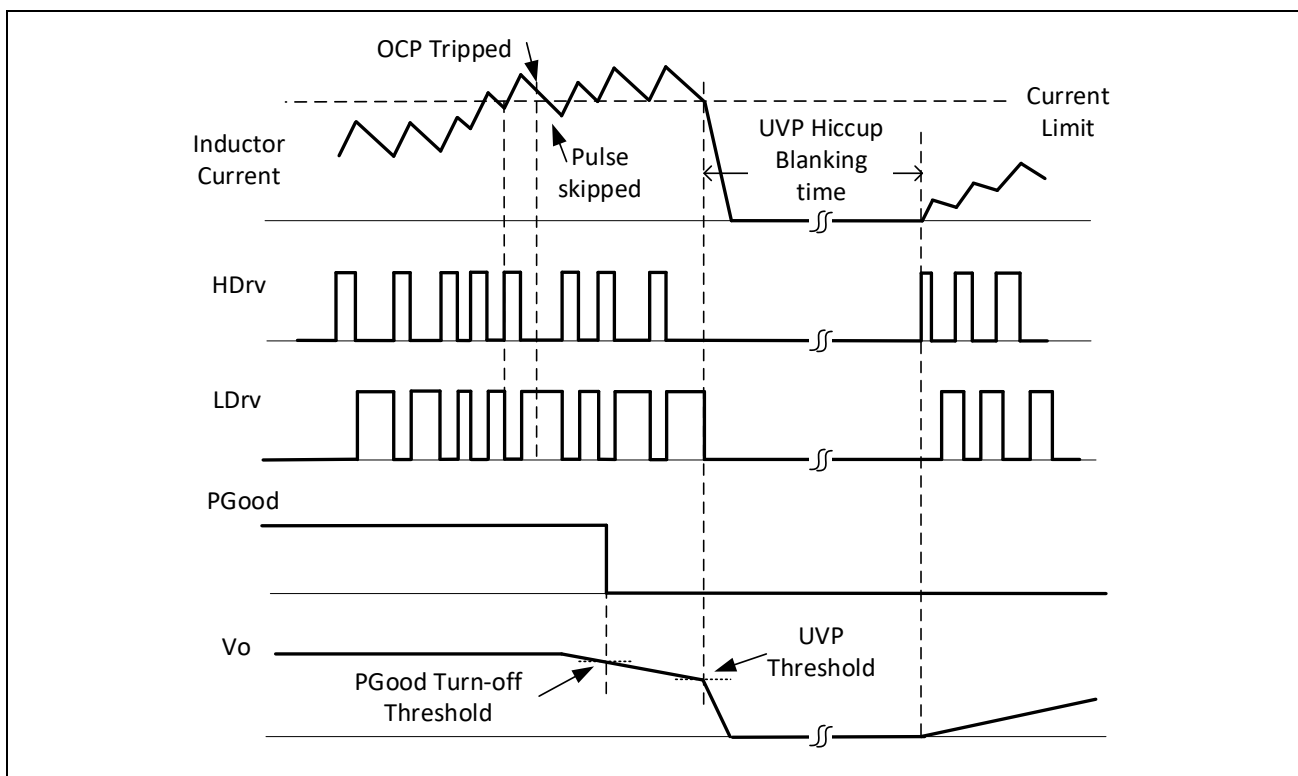 OCP Tripped
Current
Limit
UVP Hiccup
Blanking
time
Inductor
Current
Pulse
skipped
HDrv
LDrv
PGood
Vo
UVP
Threshold
PGood Turn-off
Threshold